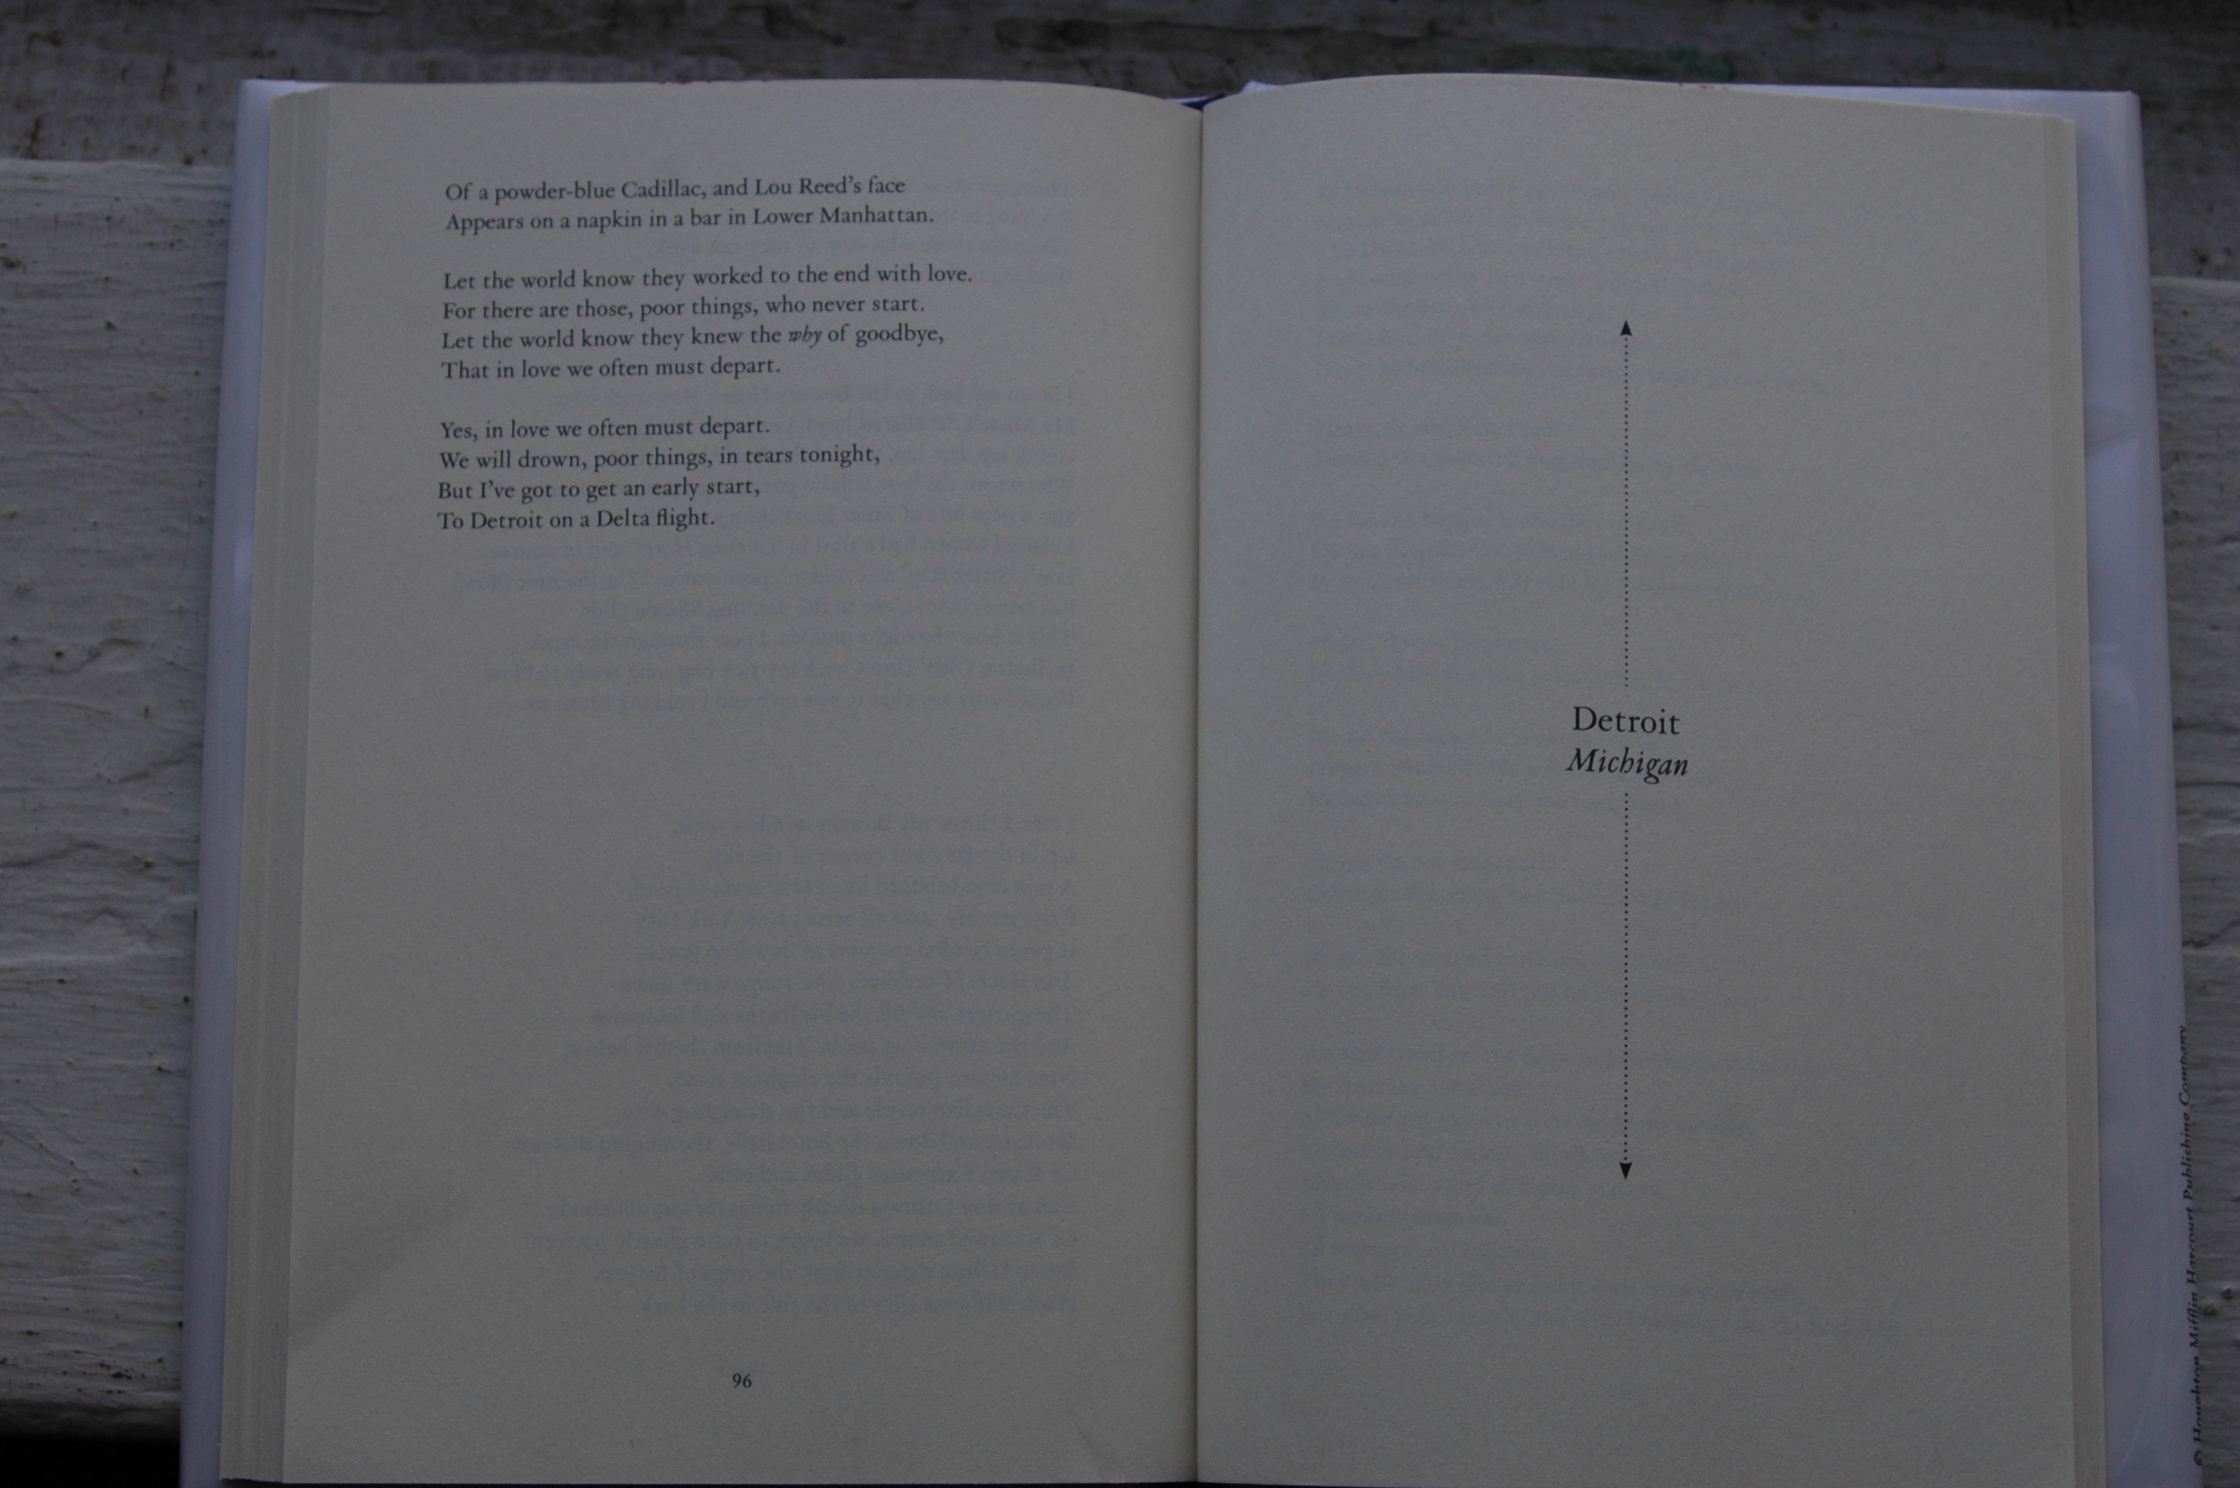 Of a powder-blue Cadillac, and Lou Reed's face
Appears on a napkin in a bar in Lower Manhattan.
Let the world know they worked to the end with love.
For there are those, poor things, who never start.
Let the world know they knew the why of goodbye,
That in love we often must depart.
Yes, in love we often must depart.
We will drown, poor things, in tears tonight,
But I've got to get an early start,
To Detroit on a Delta flight.
96
Detroit
Michigan
© Houghton Mifflin Harcourt Publishing Company